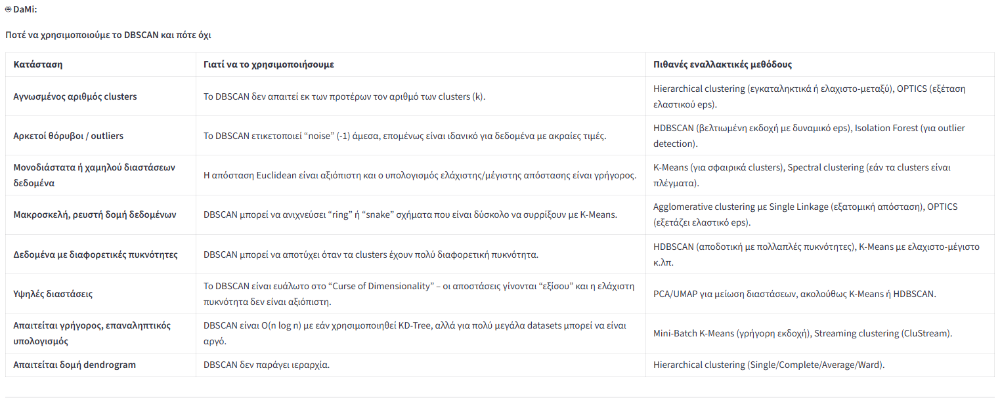 DaMi:
Ποτέ να χρησιμοποιούμε το DBSCAN και πότε όχι
Κατάσταση
Γιατί να το χρησιμοποιήσουμε
Πιθανές εναλλακτικές μεθόδους
Αγνωσμένος αριθμός clusters
Το DBSCAN δεν απαιτεί εκ των προτέρων τον αριθμό των clusters (k).
Hierarchical clustering (εγκαταληκτικά ή ελαχιστο-μεταξύ), OPTICS (εξέταση
ελαστικού eps).
Αρκετοί θόρυβοι / outliers
Το DBSCAN ετικετοποιεί “noise” (-1) άμεσα, επομένως είναι ιδανικό για δεδομένα με ακραίες τιμές.
HDBSCAN (βελτιωμένη εκδοχή με δυναμικό eps), Isolation Forest (για outlier
detection).
Μονοδιάστατα ή χαμηλού διαστάσεων
δεδομένα
Η απόσταση Euclidean είναι αξιόπιστη και ο υπολογισμός ελάχιστης/μέγιστης απόστασης είναι γρήγορος.
K-Means (για σφαιρικά clusters), Spectral clustering (εάν τα clusters είναι
πλέγματα).
Μακροσκελή, ρευστή δομή δεδομένων
DBSCAN μπορεί να ανιχνεύσει “ring” ή “snake” σχήματα που είναι δύσκολο να συρρίξουν με K-Means.
Agglomerative clustering με Single Linkage (εξατομική απόσταση), OPTICS
(εξετάζει ελαστικό eps).
Δεδομένα με διαφορετικές πυκνότητες
DBSCAN μπορεί να αποτύχει όταν τα clusters έχουν πολύ διαφορετική πυκνότητα.
HDBSCAN (αποδοτική με πολλαπλές πυκνότητες), K-Means με ελαχιστο-μέγιστο
κ.λπ.
Υψηλές διαστάσεις
Το DBSCAN είναι ευάλωτο στο “Curse of Dimensionality” – οι αποστάσεις γίνονται “εξίσου” και η ελάχιστη
πυκνότητα δεν είναι αξιόπιστη.
PCA/UMAP για μείωση διαστάσεων, ακολούθως K-Means ή HDBSCAN.
Απαιτείται γρήγορος, επαναληπτικός
υπολογισμός
DBSCAN είναι O(n log n) με εάν χρησιμοποιηθεί KD-Tree, αλλά για πολύ μεγάλα datasets μπορεί να είναι
αργό.
Mini-Batch K-Means (γρήγορη εκδοχή), Streaming clustering (CluStream).
Απαιτείται δομή dendrogram
DBSCAN δεν παράγει ιεραρχία.
Hierarchical clustering (Single/Complete/Average/Ward).